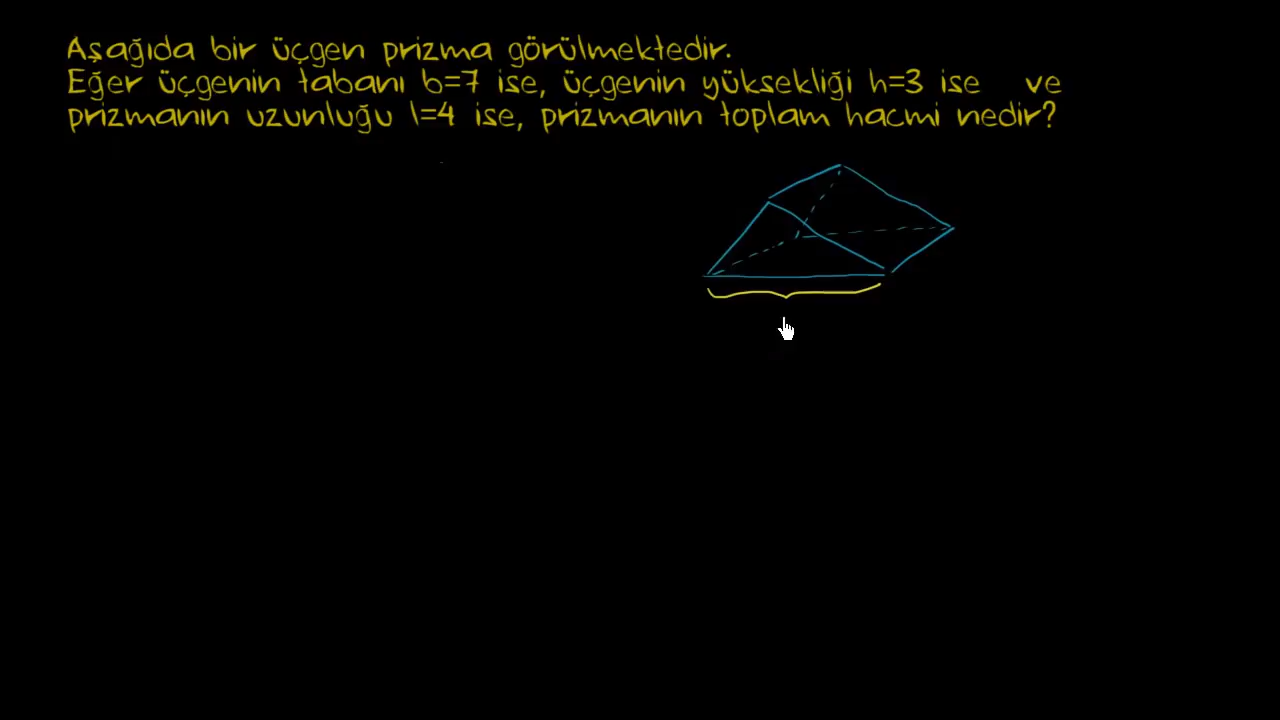 Aşağıda bir üçgen prizma görülmektedir.
Eğer üçgenin tabanı b=7 ise, üçgenin yüksekliği h=3 ise ve
prizmanın uzunluğu l=4 ise, prizmanın toplam hacmi nedir?